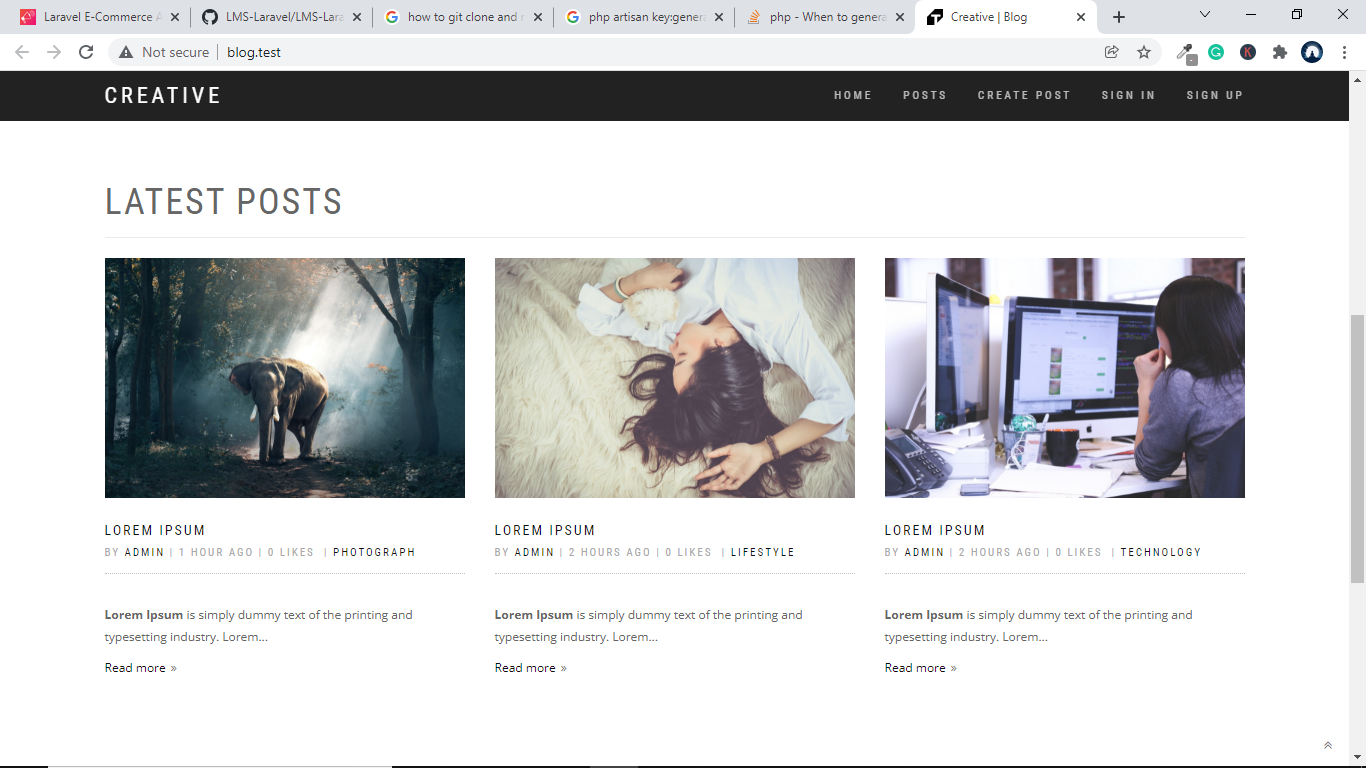 Laravel E-Commerce A
LMS-Laravel/LMS-Lara
how to git clone and r
php artisan key:genera
php - When to genera
Creative | Blog
Not secure
blog.test
CREATIVE
HOME
POSTS
CREATE POST
SIGN IN
SIGN UP
LATEST POSTS
LOREM IPSUM
BY ADMIN | 1 HOUR AGO | 0 LIKES | PHOTOGRAPH
Lorem Ipsum is simply dummy text of the printing and
typesetting industry. Lorem...
Read more »
LOREM IPSUM
BY ADMIN | 2 HOURS AGO | 0 LIKES | LIFESTYLE
Lorem Ipsum is simply dummy text of the printing and
typesetting industry. Lorem...
Read more »
LOREM IPSUM
BY ADMIN | 2 HOURS AGO | 0 LIKES | TECHNOLOGY
Lorem Ipsum is simply dummy text of the printing and
typesetting industry. Lorem...
Read more »